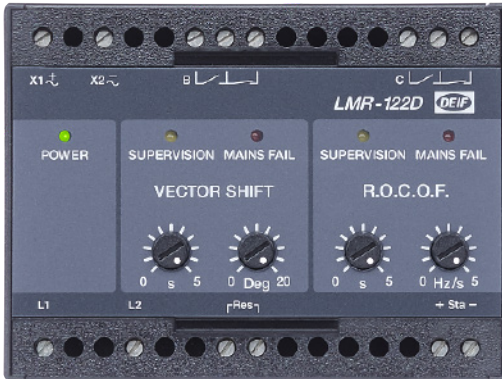 X1 X2 B C
LMR-122D DEIF
POWER SUPERVISION MAINS FAIL SUPERVISION MAINS FAIL
VECTOR SHIFT R.O.C.O.F.
0 s 5 0 Deg 20 0 s 5 0 Hz/s 5
L1 L2 Res + Sta -